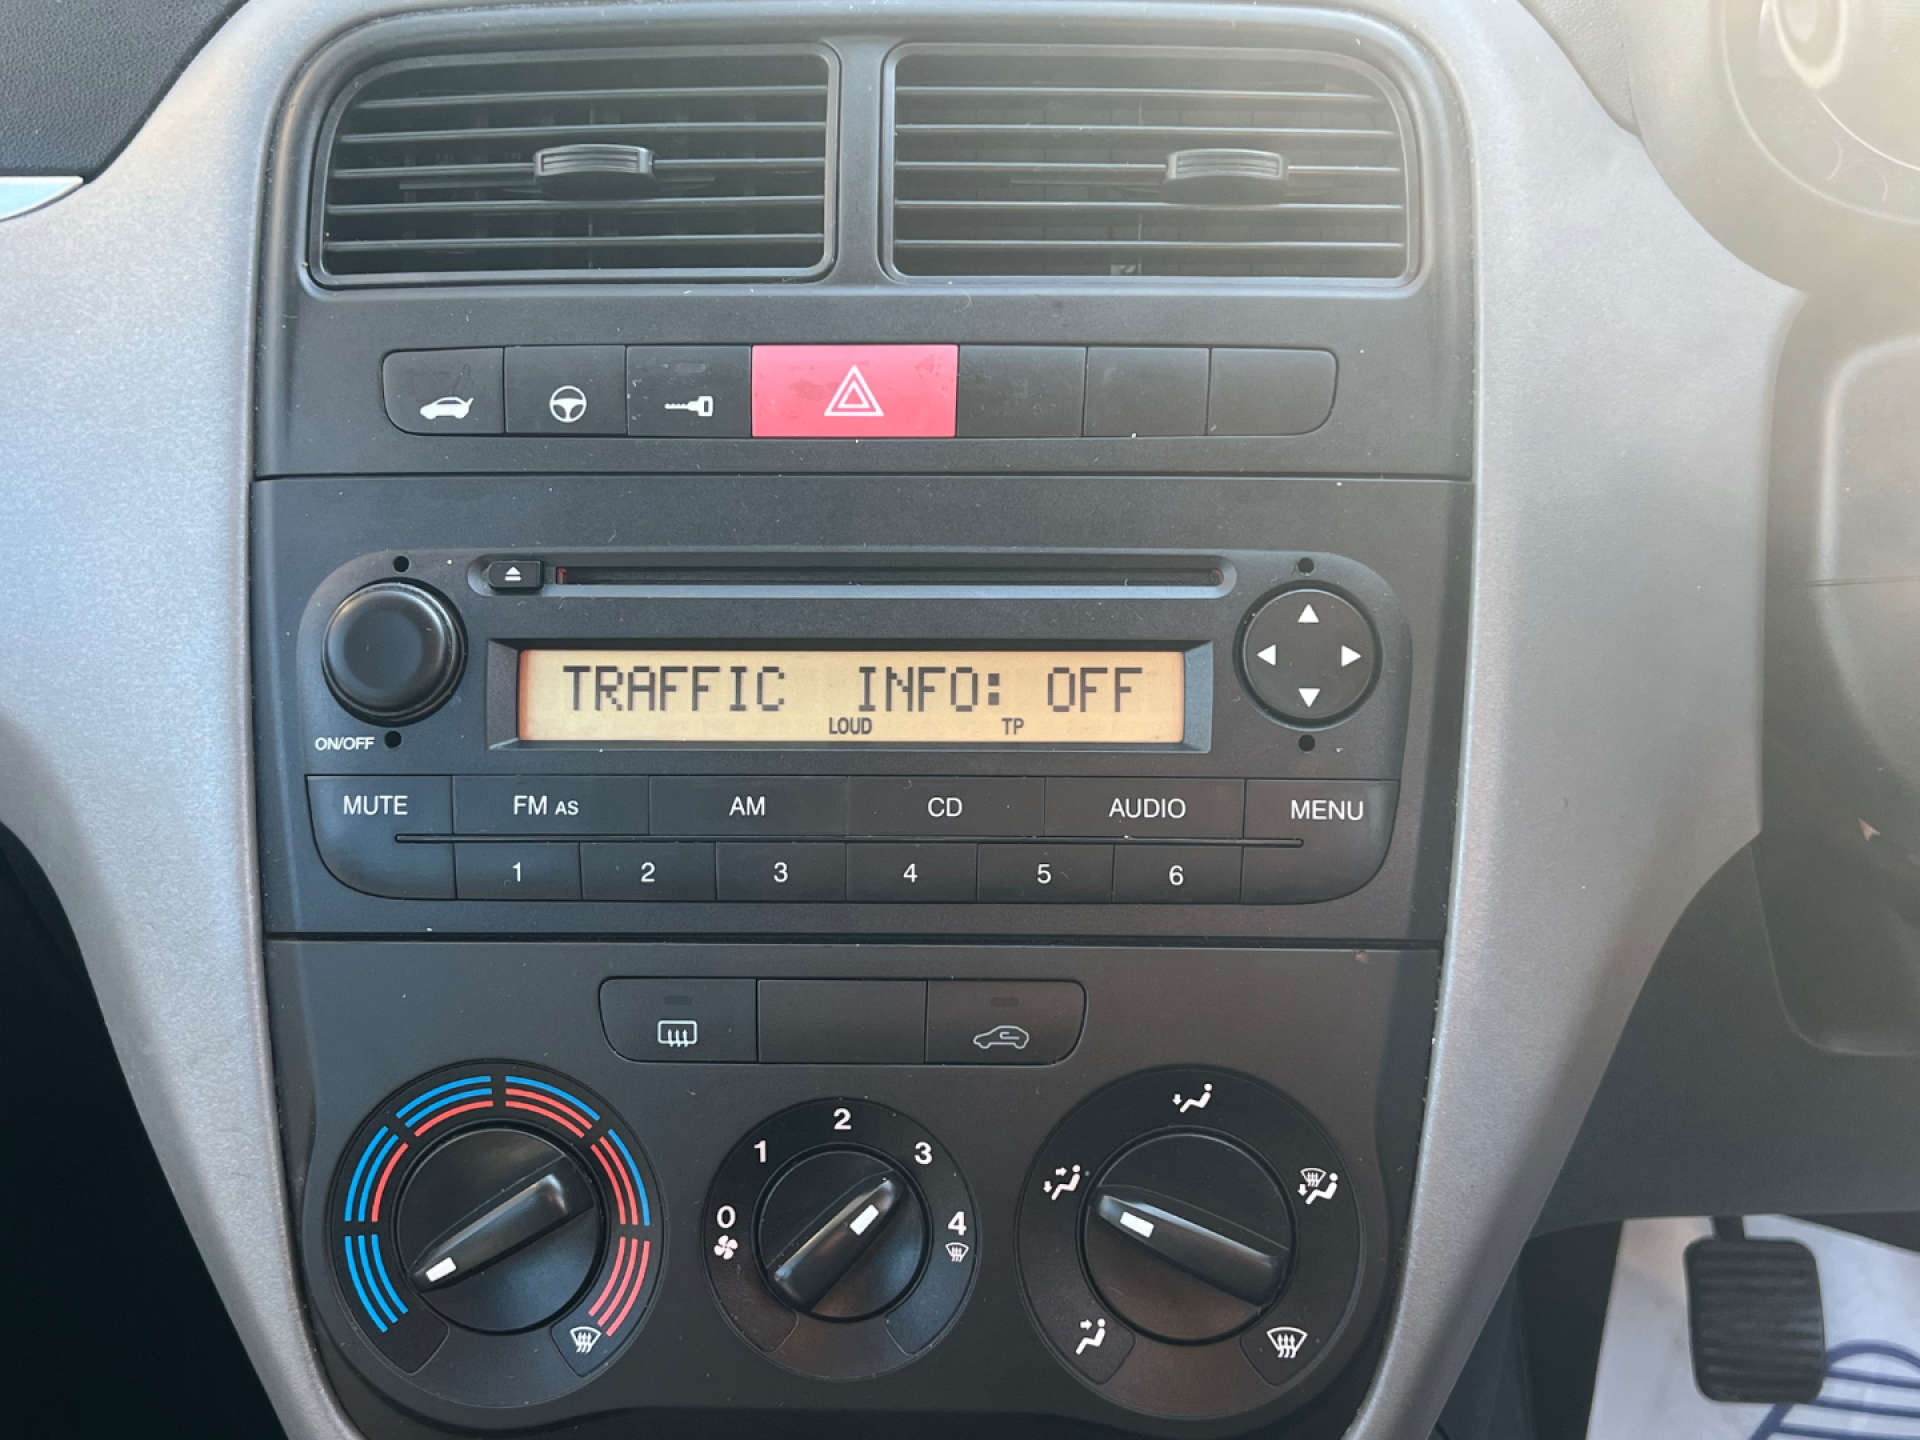 TRAFFIC INFO: OFF
LOUD TP
ON/OFF
MUTE FM AS AM CD AUDIO MENU
1 2 3 4 5 6
0 1 2 3 4